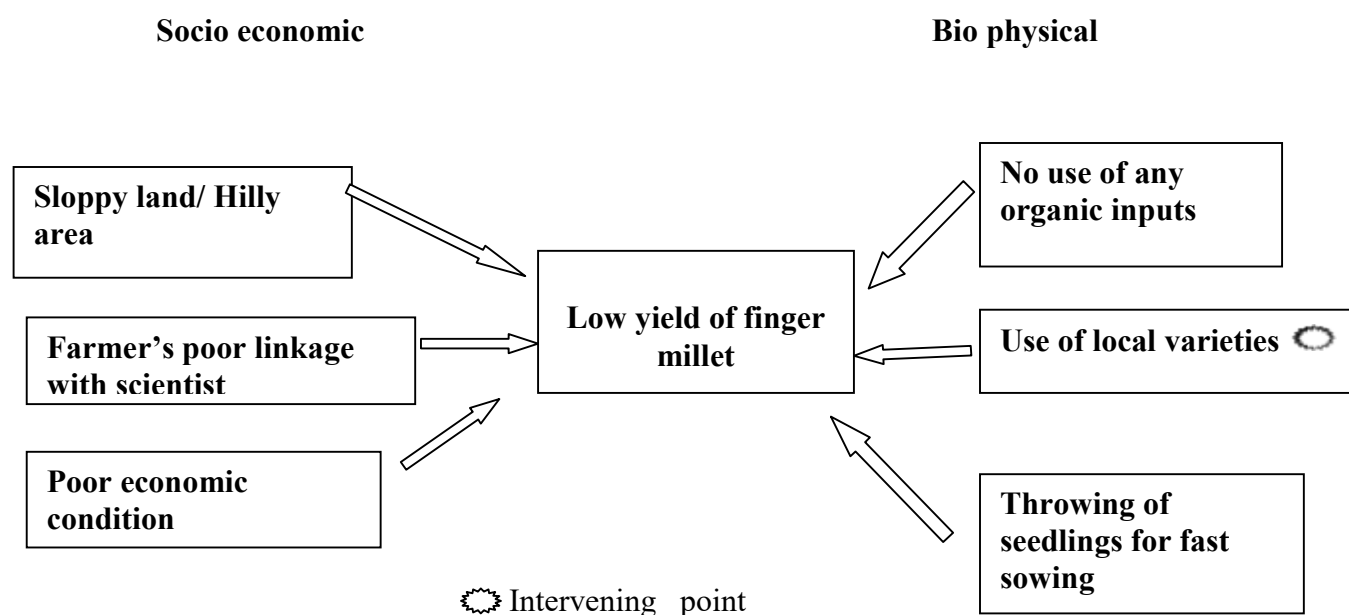 Socio economic
Bio physical
Sloppy land/ Hilly
area
Farmer's poor linkage
with scientist
Poor economic
condition
Low yield of finger
millet
No use of any
organic inputs
Use of local varieties
Throwing of
seedlings for fast
sowing
Intervening point